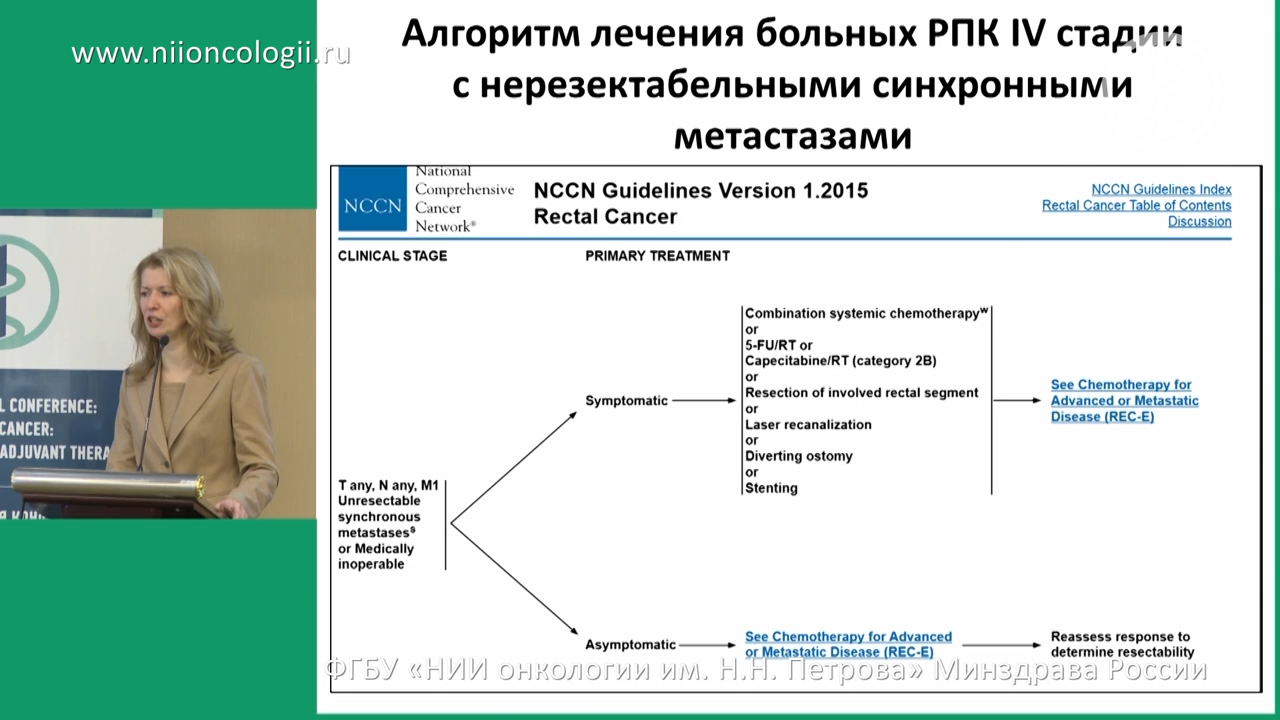 www.niioncologii.ru
Алгоритм лечения больных РПК IV стадии
с нерезектабельными синхронными
метастазами
NCCN
National
Comprehensive
Cancer
Network®
NCCN Guidelines Version 1.2015
Rectal Cancer
NCCN Guidelines Index
Rectal Cancer Table of Contents
Discussion
CLINICAL STAGE
PRIMARY TREATMENT
T any, N any, M1
Unresectable
synchronous
metastasesˢ
or Medically
inoperable
Symptomatic
Combination systemic chemotherapyʷ
or
5-FU/RT or
Capecitabine/RT (category 2B)
or
Resection of involved rectal segment
or
Laser recanalization
or
Diverting ostomy
or
Stenting
See Chemotherapy for
Advanced or Metastatic
Disease (REC-E)
Asymptomatic
See Chemotherapy for Advanced
or Metastatic Disease (REC-E)
Reassess response to
determine resectability
L CONFERENCE:
CANCER:
ADJUVANT THERA
ФГБУ «НИИ онкологии им. Н.Н. Петрова» Минздрава России